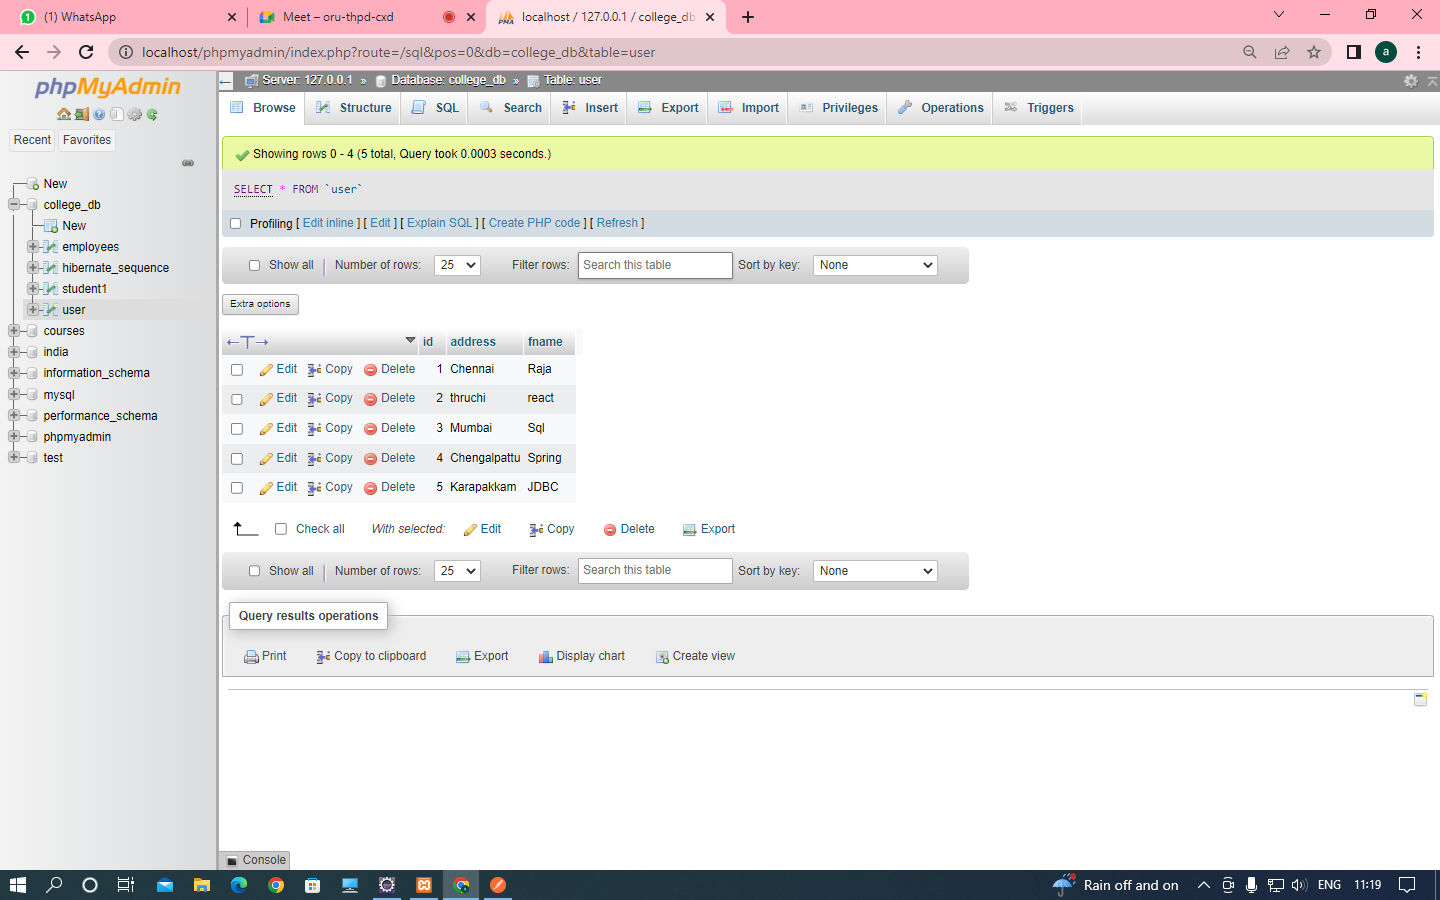 (1) WhatsApp
Meet – oru-thpd-cxd
localhost / 127.0.0.1 / college_db
localhost/phpmyadmin/index.php?route=/sql&pos=0&db=college_db&table=user
a
phpMyAdmin
Recent
Favorites
New
college_db
New
employees
hibernate_sequence
student1
user
courses
india
information_schema
mysql
performance_schema
phpmyadmin
test
Server: 127.0.0.1 » Database: college_db » Table: user
Browse Structure SQL Search Insert Export Import Privileges Operations Triggers
Showing rows 0 - 4 (5 total, Query took 0.0003 seconds.)
SELECT * FROM `user`
Profiling [ Edit inline ] [ Edit ] [ Explain SQL ] [ Create PHP code ] [ Refresh ]
Show all | Number of rows: 25 Filter rows: Search this table Sort by key: None
Extra options
←T→ id address fname
Edit Copy Delete 1 Chennai Raja
Edit Copy Delete 2 thruchi react
Edit Copy Delete 3 Mumbai Sql
Edit Copy Delete 4 Chengalpattu Spring
Edit Copy Delete 5 Karapakkam JDBC
Check all With selected: Edit Copy Delete Export
Show all | Number of rows: 25 Filter rows: Search this table Sort by key: None
Query results operations
Print Copy to clipboard Export Display chart Create view
Console
Rain off and on
ENG
11:19